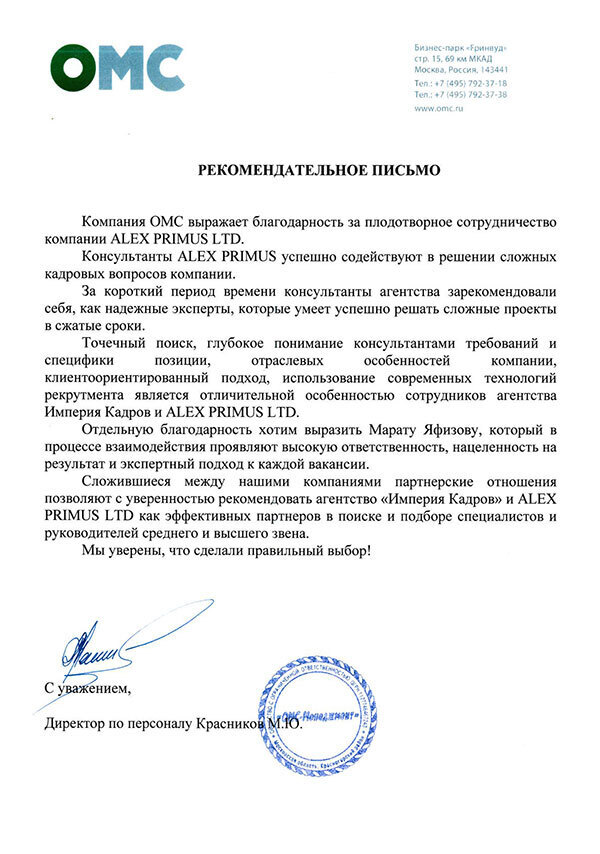 ОМС
Бизнес-парк «Гринвуд»
стр. 15, 69 км МКАД
Москва, Россия, 143441
Тел.: +7 (495) 792-37-18
Тел.: +7 (495) 792-37-38
www.omc.ru
РЕКОМЕНДАТЕЛЬНОЕ ПИСЬМО
Компания ОМС выражает благодарность за плодотворное сотрудничество
компании ALEX PRIMUS LTD.
Консультанты ALEX PRIMUS успешно содействуют в решении сложных
кадровых вопросов компании.
За короткий период времени консультанты агентства зарекомендовали
себя, как надежные эксперты, которые умеет успешно решать сложные проекты
в сжатые сроки.
Точечный поиск, глубокое понимание консультантами требований и
специфики позиции, отраслевых особенностей компании,
клиентоориентированный подход, использование современных технологий
рекрутмента является отличительной особенностью сотрудников агентства
Империя Кадров и ALEX PRIMUS LTD.
Отдельную благодарность хотим выразить Марату Яфизову, который в
процессе взаимодействия проявляют высокую ответственность, нацеленность на
результат и экспертный подход к каждой вакансии.
Сложившиеся между нашими компаниями партнерские отношения
позволяют с уверенностью рекомендовать агентство «Империя Кадров» и ALEX
PRIMUS LTD как эффективных партнеров в поиске и подборе специалистов и
руководителей среднего и высшего звена.
Мы уверены, что сделали правильный выбор!
С уважением,
Директор по персоналу Красников М.Ю.
«ОМС-Менеджмент»
Московская область, Красногорский район